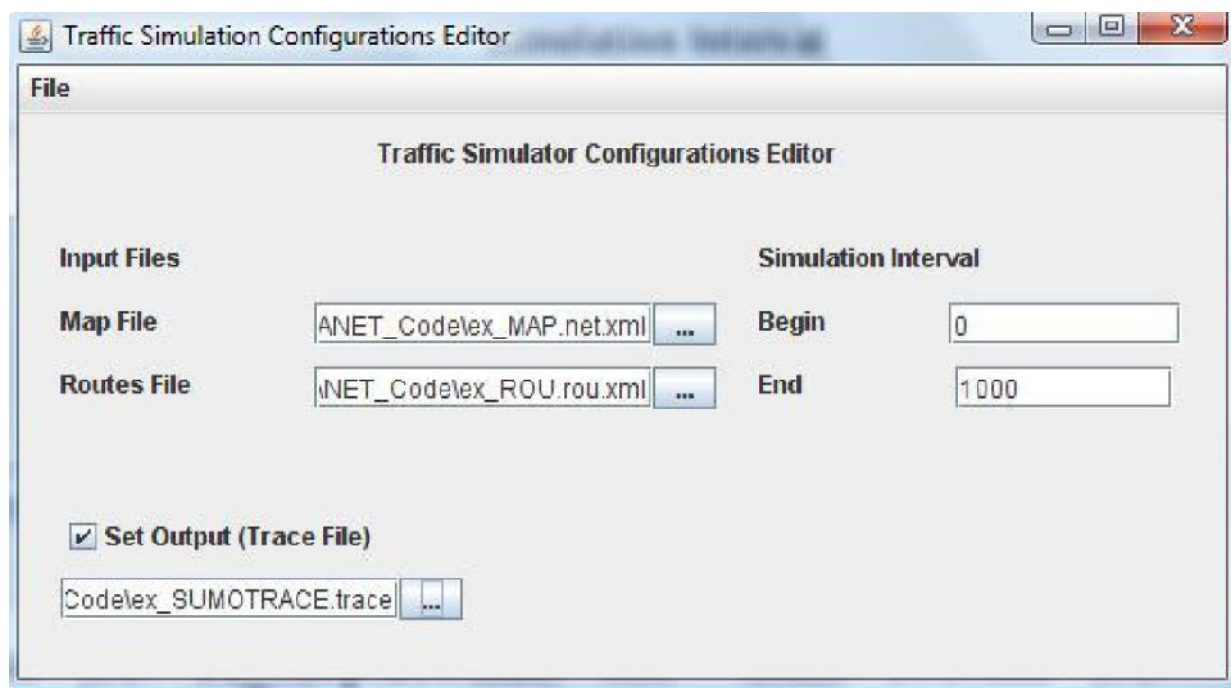 Traffic Simulation Configurations Editor
File
Traffic Simulator Configurations Editor
Input Files
Simulation Interval
Map File
ANET_Code\ex_MAP.net.xml
...
Begin
0
Routes File
NET_Code\ex_ROU.rou.xml
...
End
1000
Set Output (Trace File)
Code\ex_SUMOTRACE.trace
...